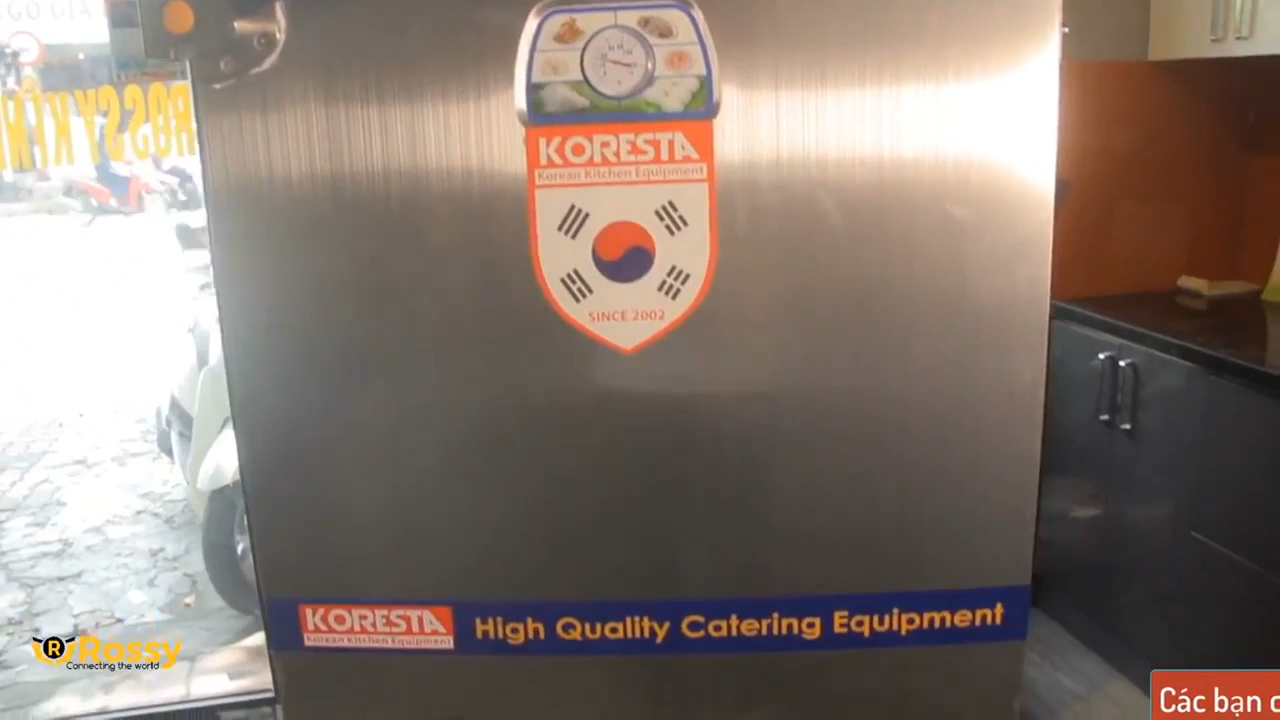 KORESTA
Korean Kitchen Equipment
SINCE 2002
KORESTA
Korean Kitchen Equipment
High Quality Catering Equipment
R
Rossy
Connecting the world
Các bạn
ROSSY